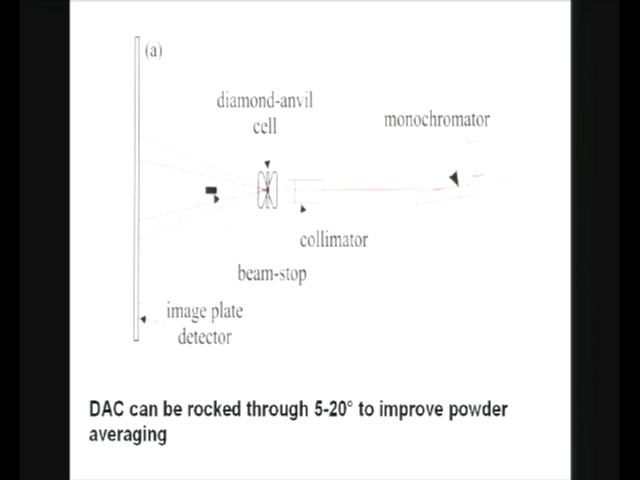 (a)
diamond-anvil
cell
monochromator
collimator
beam-stop
image plate
detector
DAC can be rocked through 5-20° to improve powder
averaging